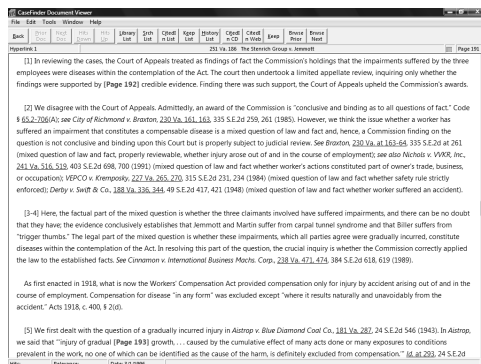 CaseFinder Document Viewer
File Edit Tools Window Help
Back Prior Doc Next Doc Hits Down Hits Up Library List Srch List Citedl n List Keep List History List Citedl n CD Citedl n Web Keep Browse Prior Browse Next
Hyperlink 1 251 Va. 186 The Stenrich Group v. Jemmott Page 191
[1] In reviewing the cases, the Court of Appeals treated as findings of fact the Commission's holdings that the impairments suffered by the three
employees were diseases within the contemplation of the Act. The court then undertook a limited appellate review, inquiring only whether the
findings were supported by [Page 192] credible evidence. Finding there was such support, the Court of Appeals upheld the Commission's awards.
[2] We disagree with the Court of Appeals. Admittedly, an award of the Commission is "conclusive and binding as to all questions of fact." Code
§ 65.2-706(A); see City of Richmond v. Braxton, 230 Va. 161, 163, 335 S.E.2d 259, 261 (1985). However, we think the issue whether a worker has
suffered an impairment that constitutes a compensable disease is a mixed question of law and fact and, hence, a Commission finding on the
question is not conclusive and binding upon this Court but is properly subject to judicial review. See Braxton, 230 Va. at 163-64, 335 S.E.2d at 261
(mixed question of law and fact, properly reviewable, whether injury arose out of and in the course of employment); see also Nichols v. VVKR, Inc.,
241 Va. 516, 519, 403 S.E.2d 698, 700 (1991) (mixed question of law and fact whether worker's actions constituted part of owner's trade, business,
or occupation); VEPCO v. Kremposky, 227 Va. 265, 270, 315 S.E.2d 231, 234 (1984) (mixed question of law and fact whether safety rule strictly
enforced); Derby v. Swift & Co., 188 Va. 336, 344, 49 S.E.2d 417, 421 (1948) (mixed question of law and fact whether worker suffered an accident).
[3-4] Here, the factual part of the mixed question is whether the three claimants involved have suffered impairments, and there can be no doubt
that they have; the evidence conclusively establishes that Jemmott and Martin suffer from carpal tunnel syndrome and that Biller suffers from
"trigger thumbs." The legal part of the mixed question is whether these impairments, which all parties agree were gradually incurred, constitute
diseases within the contemplation of the Act. In resolving this part of the question, the crucial inquiry is whether the Commission correctly applied
the law to the established facts. See Cinnamon v. International Business Machs. Corp., 238 Va. 471, 474, 384 S.E.2d 618, 619 (1989).
As first enacted in 1918, what is now the Workers' Compensation Act provided compensation only for injury by accident arising out of and in the
course of employment. Compensation for disease "in any form" was excluded except "where it results naturally and unavoidably from the
accident." Acts 1918, c. 400, § 2(d).
[5] We first dealt with the question of a gradually incurred injury in Aistrop v. Blue Diamond Coal Co., 181 Va. 287, 24 S.E.2d 546 (1943). In Aistrop,
we said that "'injury of gradual [Page 193] growth, . . . caused by the cumulative effect of many acts done or many exposures to conditions
prevalent in the work, no one of which can be identified as the cause of the harm, is definitely excluded from compensation.'" Id. at 293, 24 S.E.2d